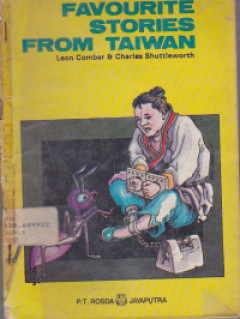 FAVOURITE
STORIES
FROM TAIWAN
Leon Comber & Charles Shuttleworth
P.T. ROSDA JAYAPUTRA